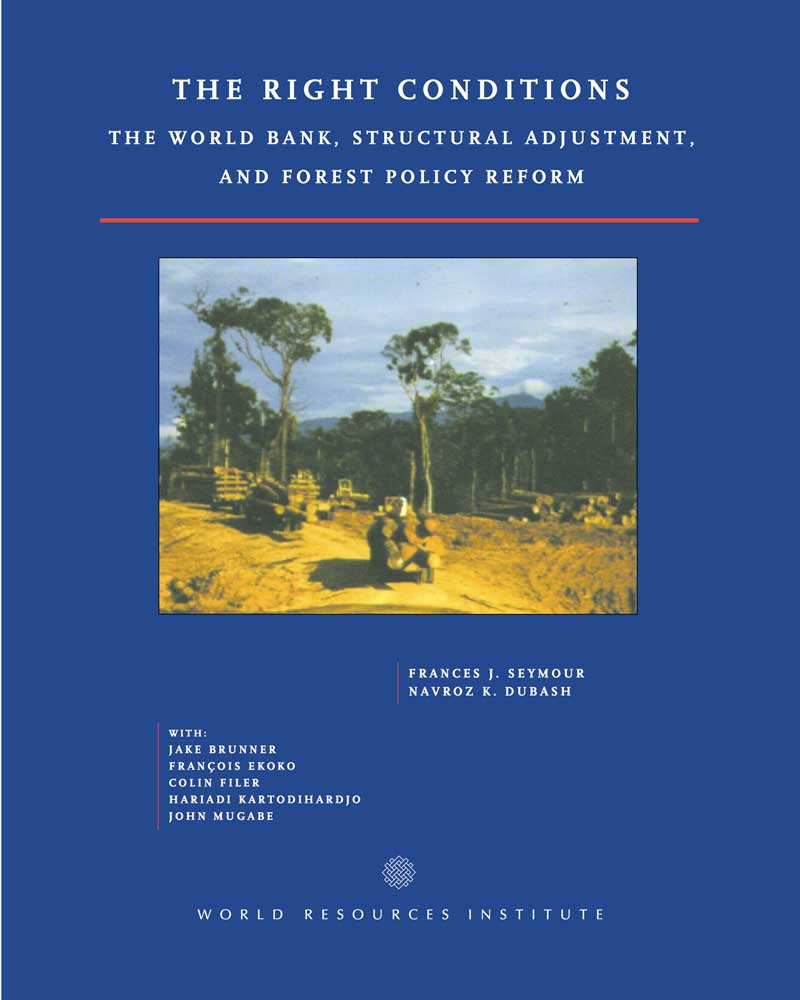 THE RIGHT CONDITIONS
THE WORLD BANK, STRUCTURAL ADJUSTMENT,
AND FOREST POLICY REFORM
FRANCES J. SEYMOUR
NAVROZ K. DUBASH
WITH:
JAKE BRUNNER
FRANÇOIS EKOKO
COLIN FILER
HARIADI KARTODIHARDJO
JOHN MUGABE
WORLD RESOURCES INSTITUTE